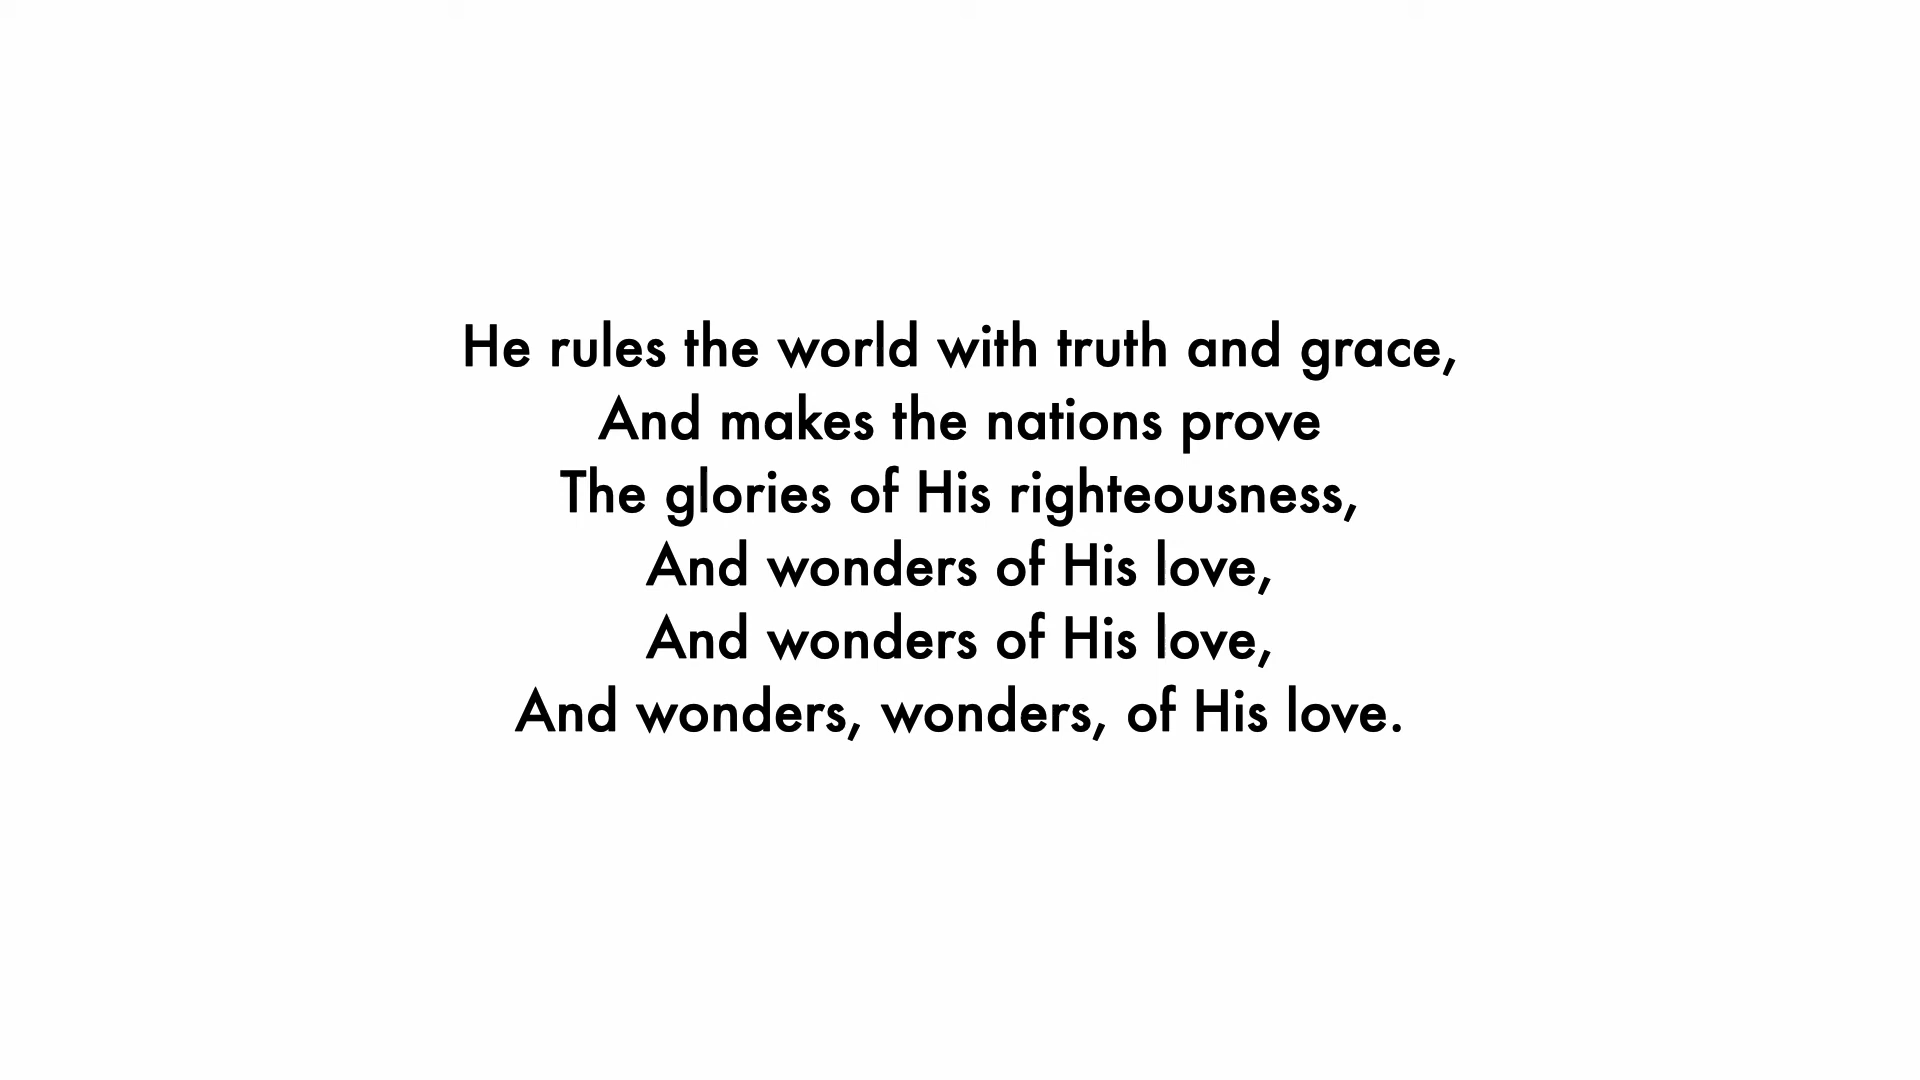 He rules the world with truth and grace,
And makes the nations prove
The glories of His righteousness,
And wonders of His love,
And wonders of His love,
And wonders, wonders, of His love.